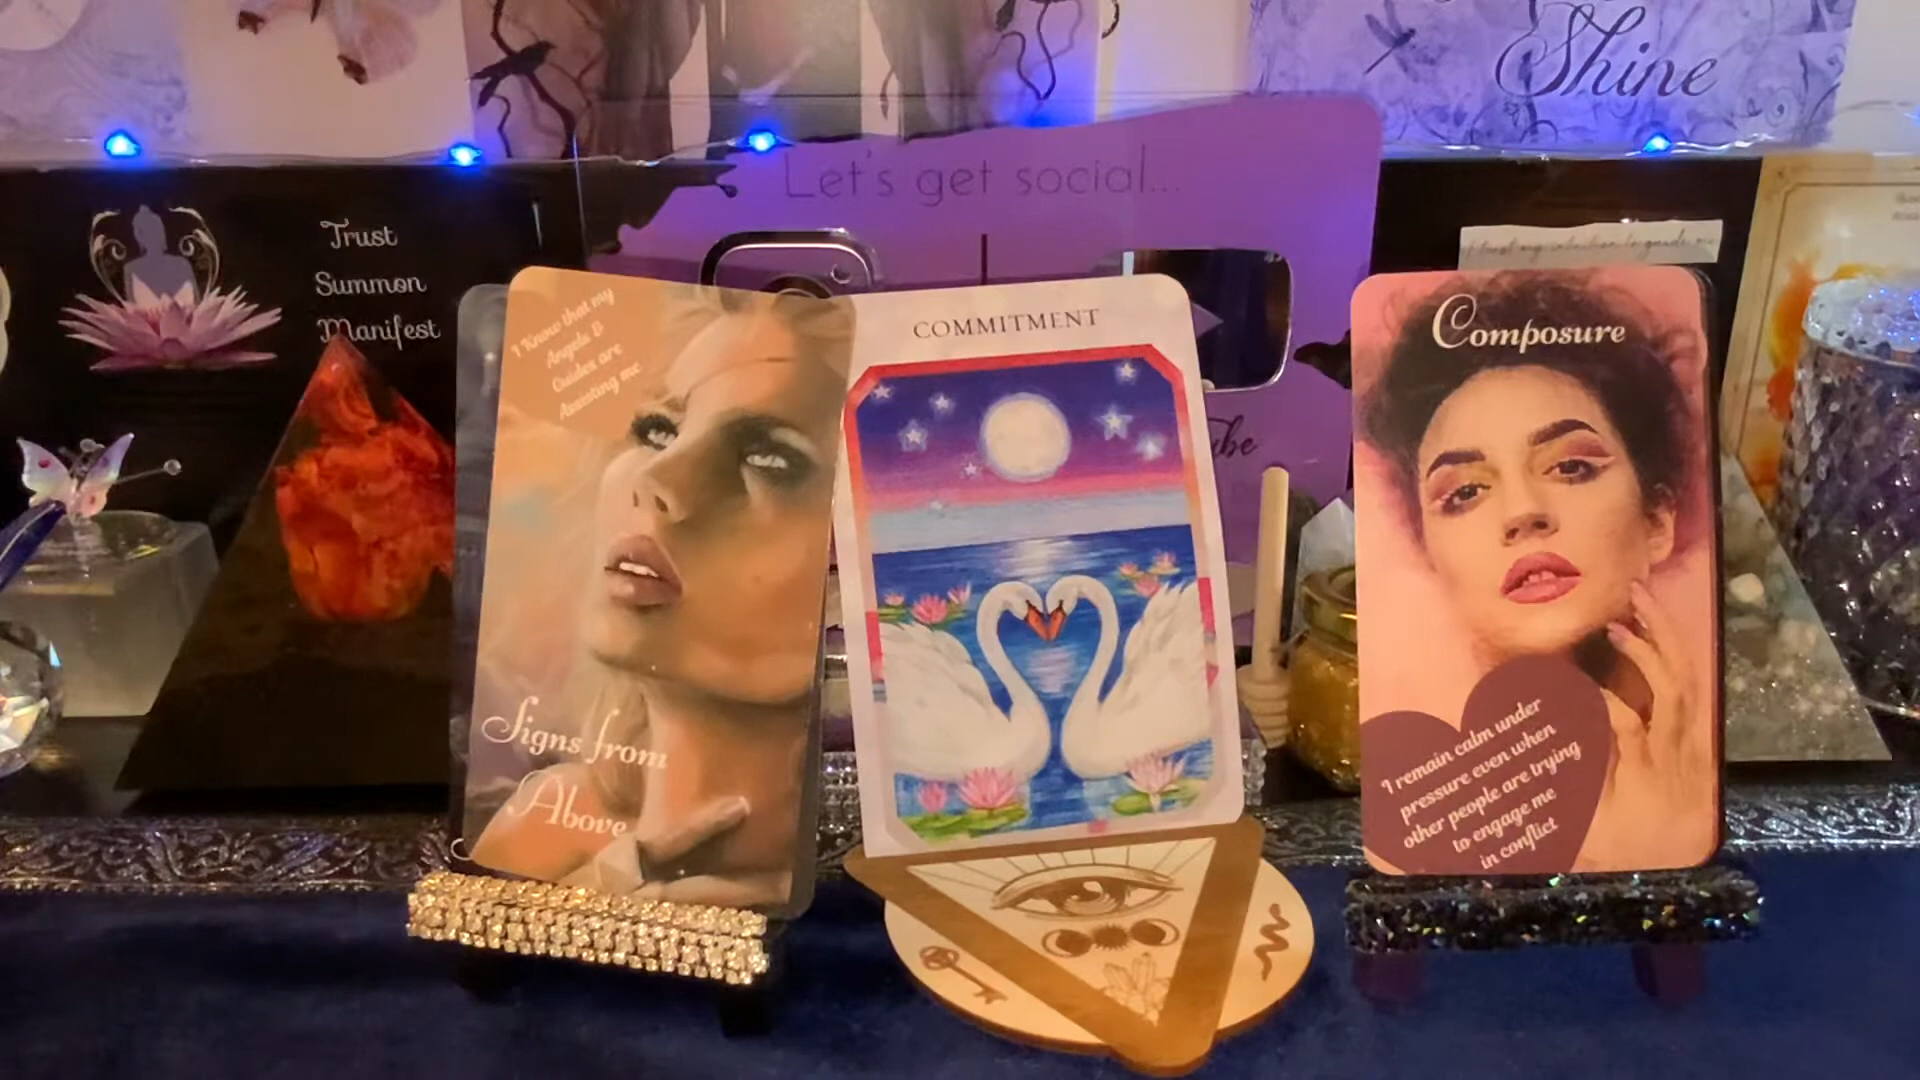 Shine
Let's get social...
Trust
Summon
Manifest
I Know that my
Angels &
Guides are
Assisting me
Signs from
Above
COMMITMENT
Composure
I remain calm under
pressure even when
other people are trying
to engage me
in conflict